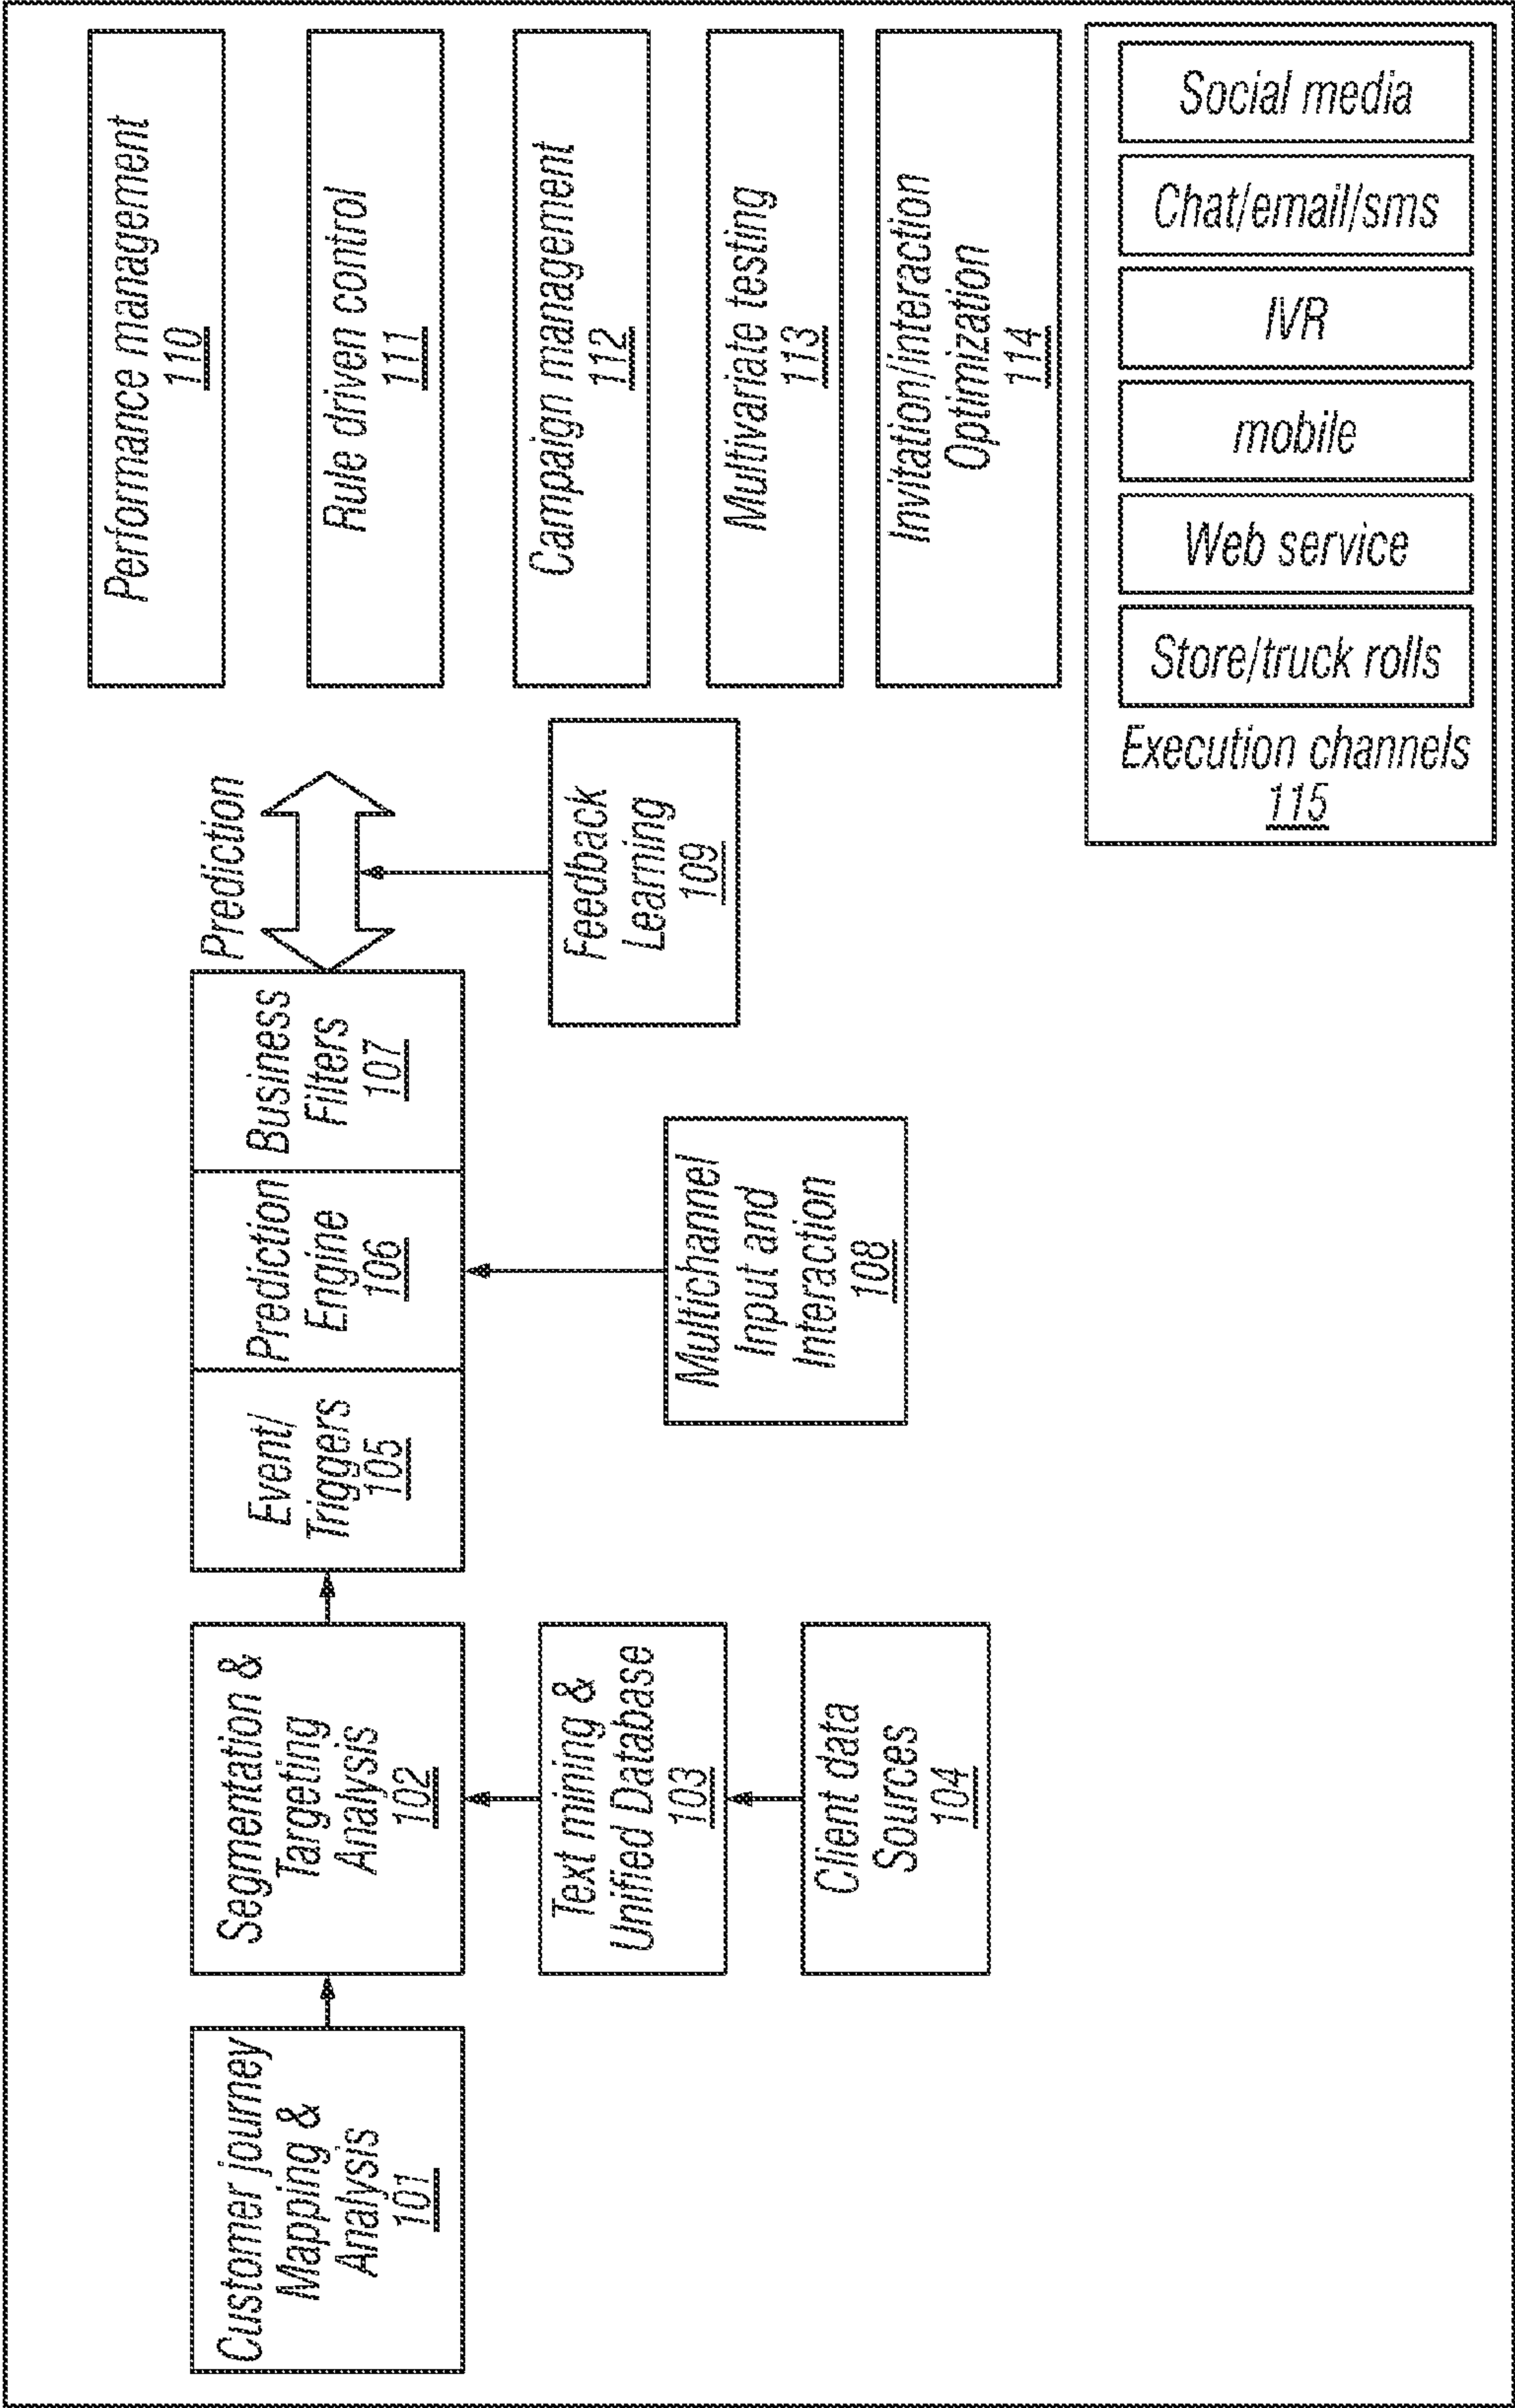 Customer journey
Mapping &
Analysis
101
Segmentation &
Targeting
Analysis
102
Text mining &
Unified Database
103
Client data
Sources
104
Event/
Triggers
105
Prediction
Engine
106
Business
Filters
107
Multichannel
Input and
Interaction
108
Prediction
Feedback
Learning
109
Performance management
110
Rule driven control
111
Campaign management
112
Multivariate testing
113
Invitation/interaction
Optimization
114
Social media
Chat/email/sms
IVR
mobile
Web service
Store/truck rolls
Execution channels
115